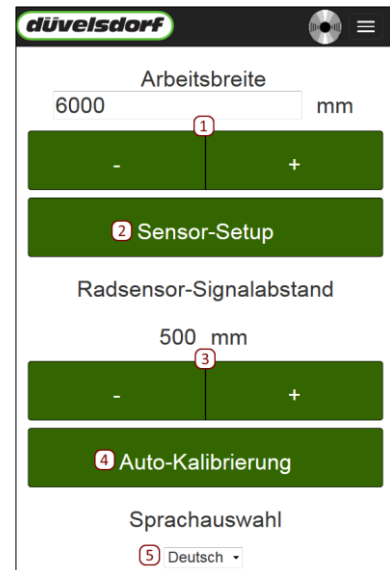 düvelsdorf
Arbeitsbreite
6000 mm
1
- +
2 Sensor-Setup
Radsensor-Signalabstand
500 mm
3
- +
4 Auto-Kalibrierung
Sprachauswahl
5 Deutsch